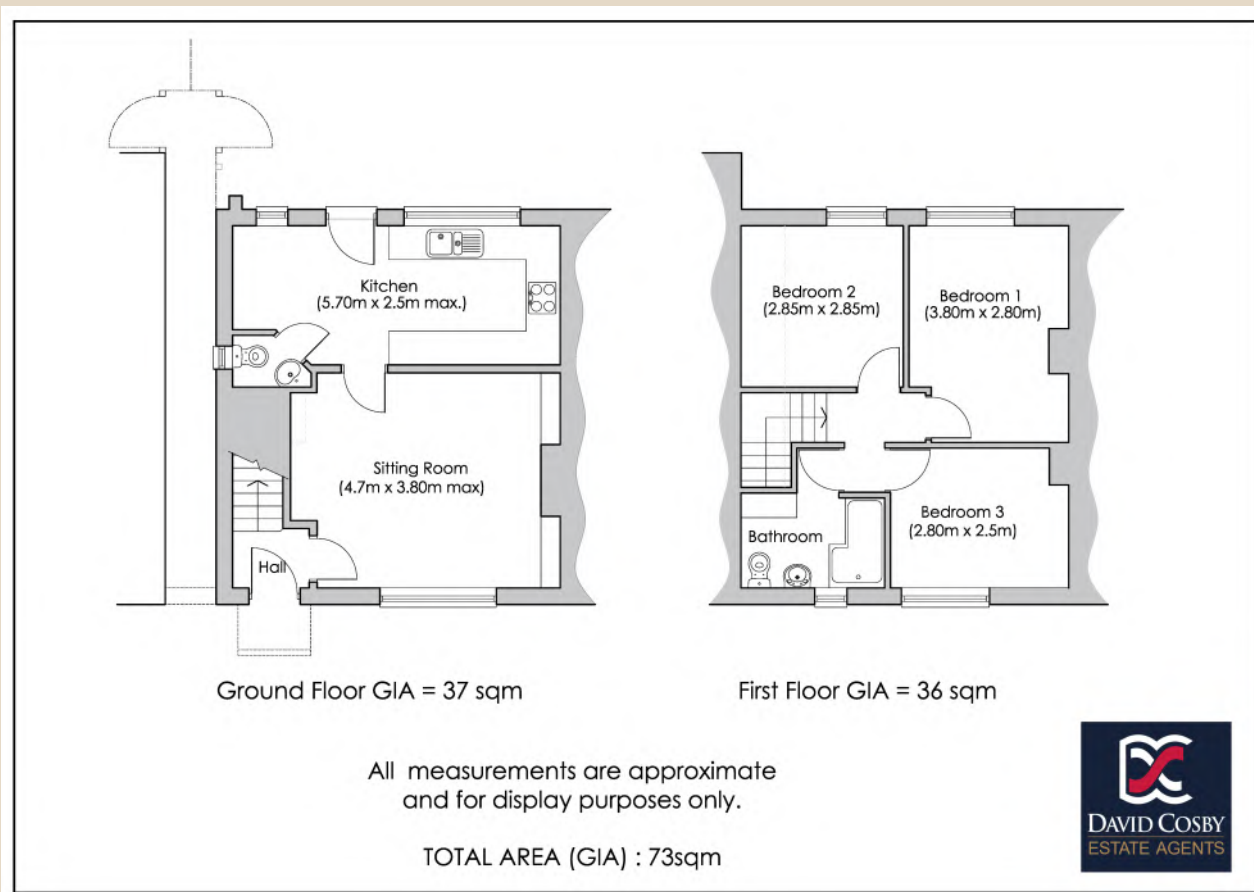 Kitchen
(5.70m x 2.5m max.)
Sitting Room
(4.7m x 3.80m max)
Hall
Ground Floor GIA = 37 sqm
Bedroom 2
(2.85m x 2.85m)
Bedroom 1
(3.80m x 2.80m)
Bedroom 3
(2.80m x 2.5m)
Bathroom
First Floor GIA = 36 sqm
All measurements are approximate
and for display purposes only.
TOTAL AREA (GIA) : 73sqm
DAVID COSBY
ESTATE AGENTS